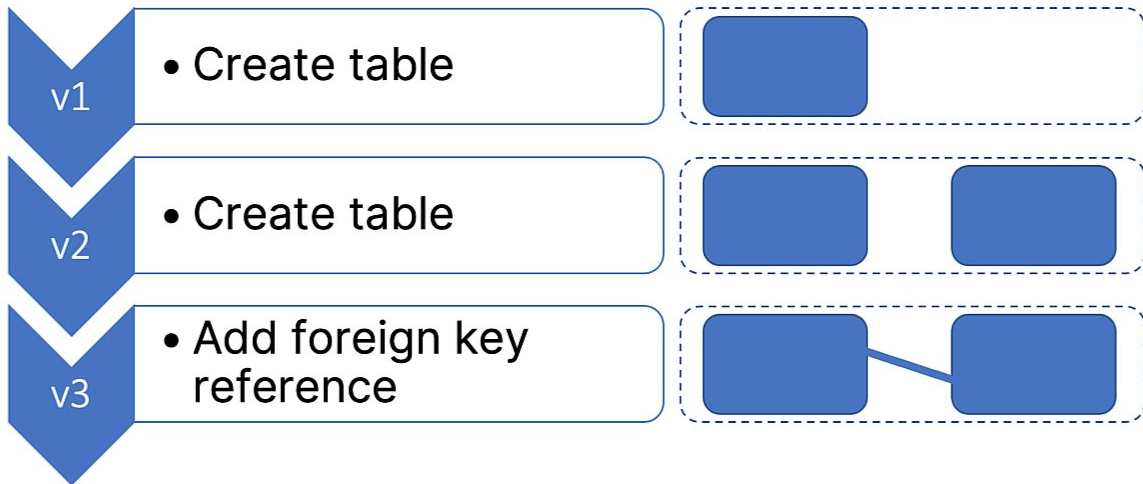 v1
• Create table
v2
• Create table
v3
• Add foreign key
reference